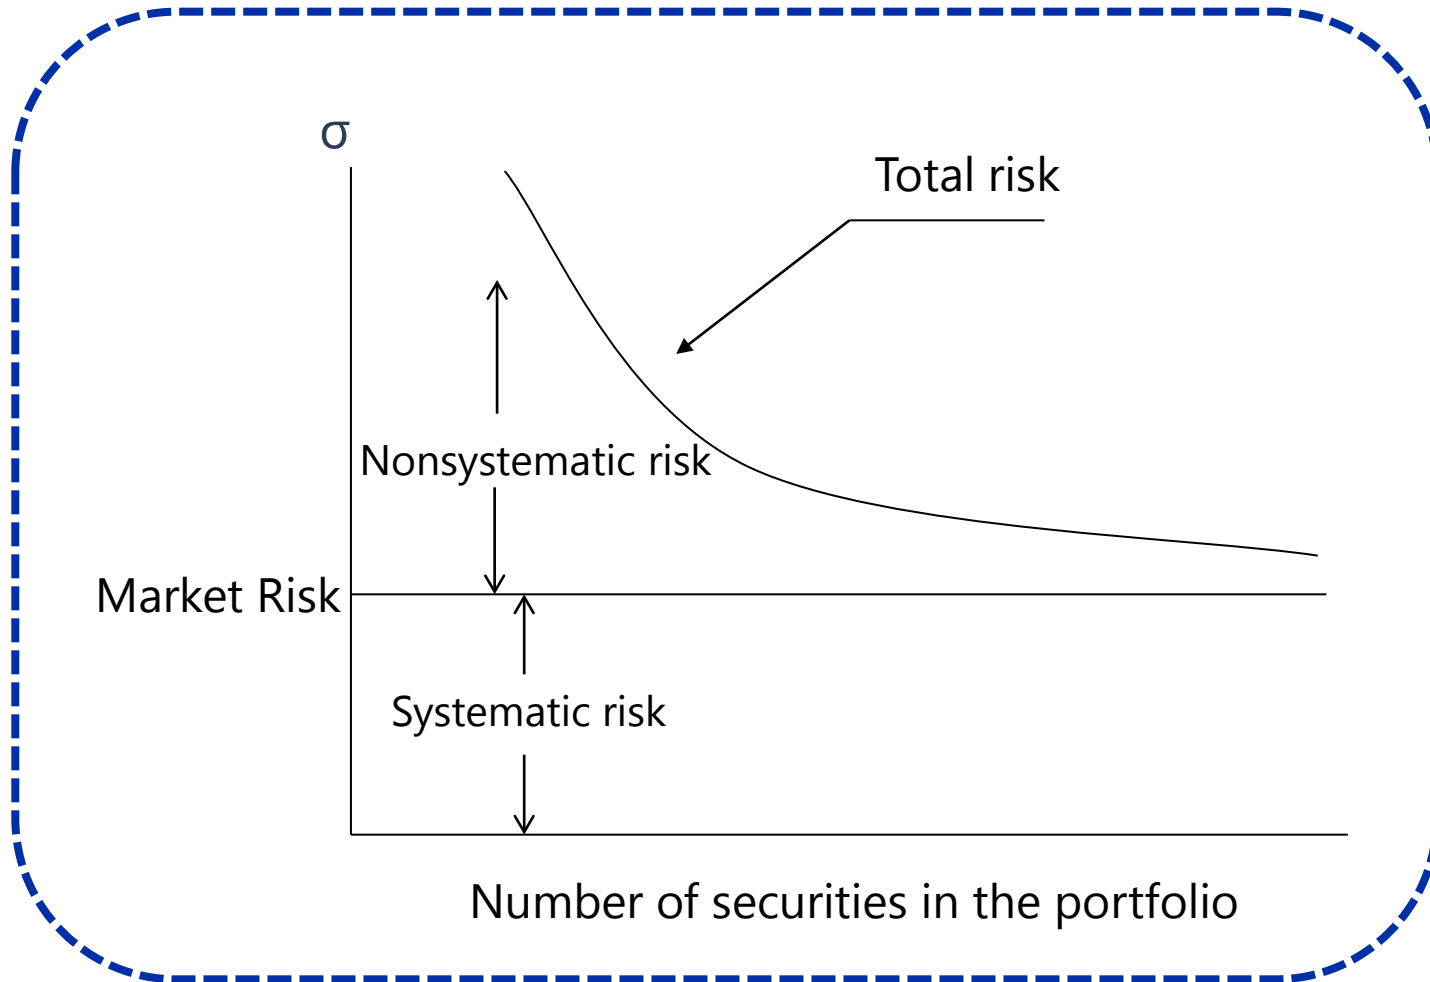 σ
Total risk
Nonsystematic risk
Market Risk
Systematic risk
Number of securities in the portfolio